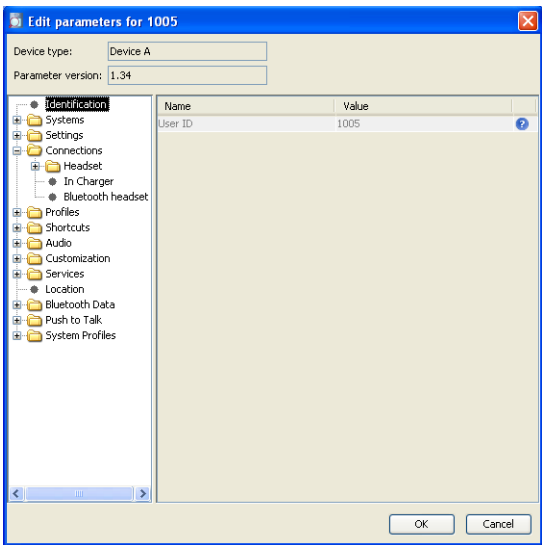 Edit parameters for 1005
Device type: Device A
Parameter version: 1.34
Identification
Systems
Settings
Connections
Headset
In Charger
Bluetooth headset
Profiles
Shortcuts
Audio
Customization
Services
Location
Bluetooth Data
Push to Talk
System Profiles
Name Value
User ID 1005
OK Cancel